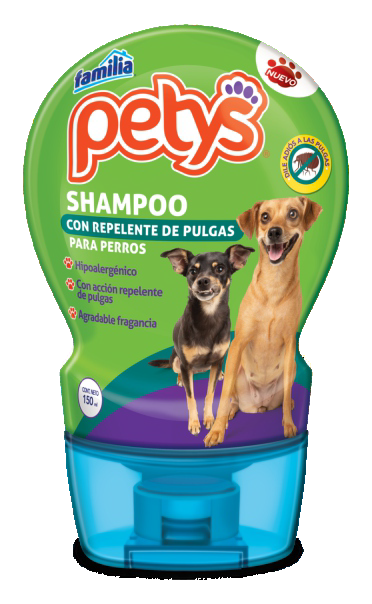 familia
NUEVO
petys
DILE ADIÓS A LAS PULGAS
SHAMPOO
CON REPELENTE DE PULGAS
PARA PERROS
Hipoalergénico
Con acción repelente
de pulgas
Agradable fragancia
CONT. NETO
150 ml